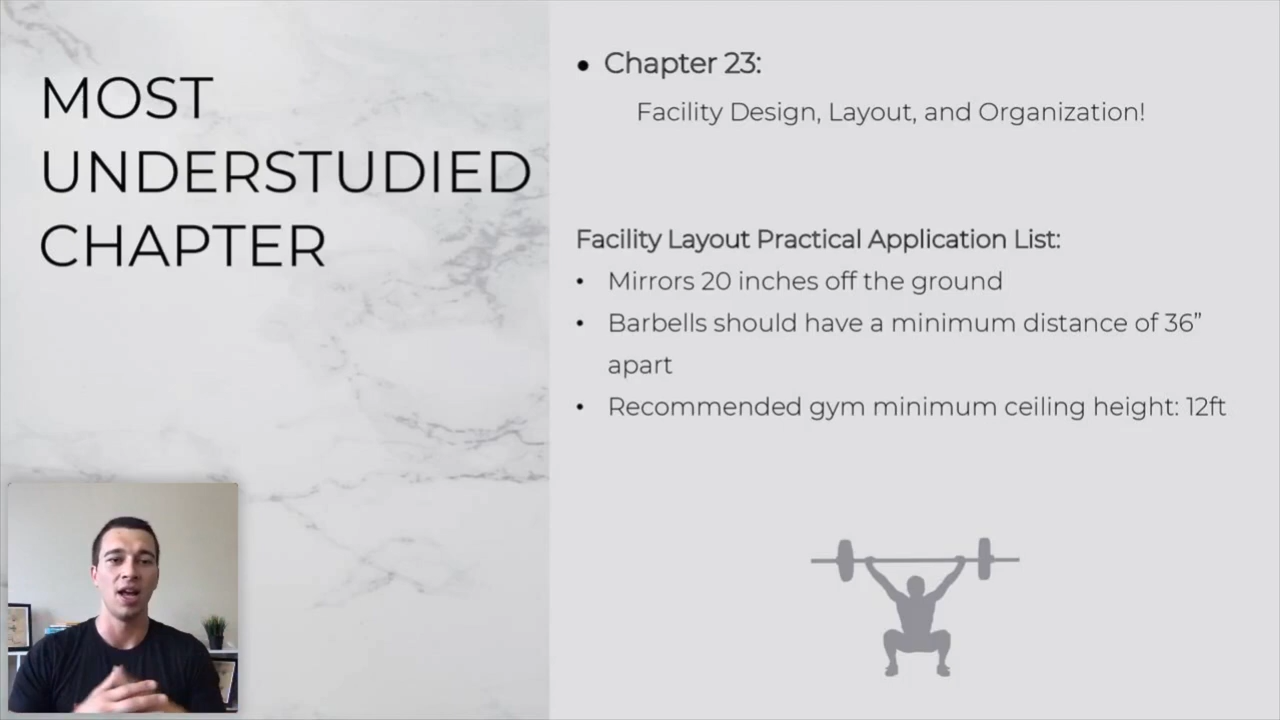 MOST
UNDERSTUDIED
CHAPTER
• Chapter 23:
Facility Design, Layout, and Organization!
Facility Layout Practical Application List:
• Mirrors 20 inches off the ground
• Barbells should have a minimum distance of 36”
apart
• Recommended gym minimum ceiling height: 12ft